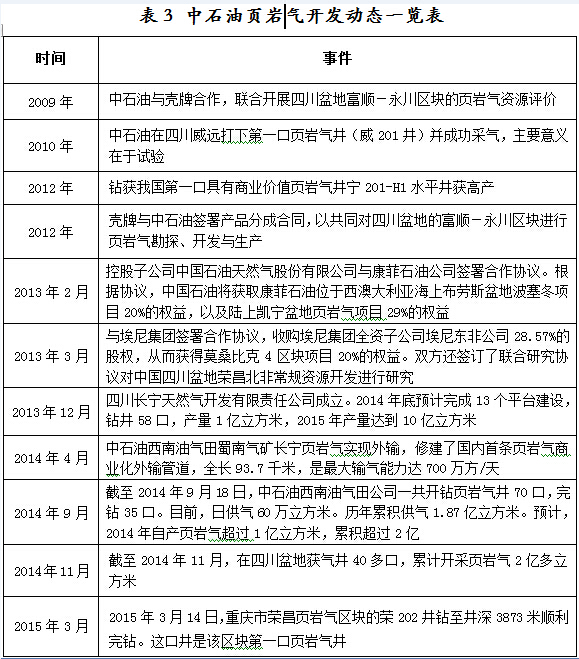 表 3 中石油页岩气开发动态一览表
时间
事件
2009 年
中石油与壳牌合作，联合开展四川盆地富顺－永川区块的页岩气资源评价
2010 年
中石油在四川威远打下第一口页岩气井（威 201 井）并成功采气，主要意义
在于试验
2012 年
钻获我国第一口具有商业价值页岩气井宁 201-H1 水平井获高产
2012 年
壳牌与中石油签署产品分成合同，以共同对四川盆地的富顺－永川区块进行
页岩气勘探、开发与生产
2013 年 2 月
控股子公司中国石油天然气股份有限公司与康菲石油公司签署合作协议。根
据协议，中国石油将获取康菲石油位于西澳大利亚海上布劳斯盆地波塞冬项
目 20%的权益，以及陆上凯宁盆地页岩气项目 29%的权益
2013 年 3 月
与埃尼集团签署合作协议，收购埃尼集团全资子公司埃尼东非公司 28.57%的
股权，从而获得莫桑比克 4 区块项目 20%的权益。双方还签订了联合研究协
议对中国四川盆地荣昌北非常规资源开发进行研究
2013 年 12 月
四川长宁天然气开发有限责任公司成立。2014 年底预计完成 13 个平台建设，
钻井 58 口，产量 1 亿立方米，2015 年产量达到 10 亿立方米
2014 年 4 月
中石油西南油气田蜀南气矿长宁页岩气实现外输，修建了国内首条页岩气商
业化外输管道，全长 93.7 千米，是最大输气能力达 700 万方/天
2014 年 9 月
截至 2014 年 9 月 18 日，中石油西南油气田公司一共开钻页岩气井 70 口，完
钻 35 口。目前，日供气 60 万立方米。历年累积供气 1.87 亿立方米。预计，
2014 年自产页岩气超过 1 亿立方米，累积超过 2 亿
2014 年 11 月
截至 2014 年 11 月，在四川盆地获气井 40 多口，累计开采页岩气 2 亿多立
方米
2015 年 3 月
2015 年 3 月 14 日，重庆市荣昌页岩气区块的荣 202 井钻至井深 3873 米顺利
完钻。这口井是该区块第一口页岩气井